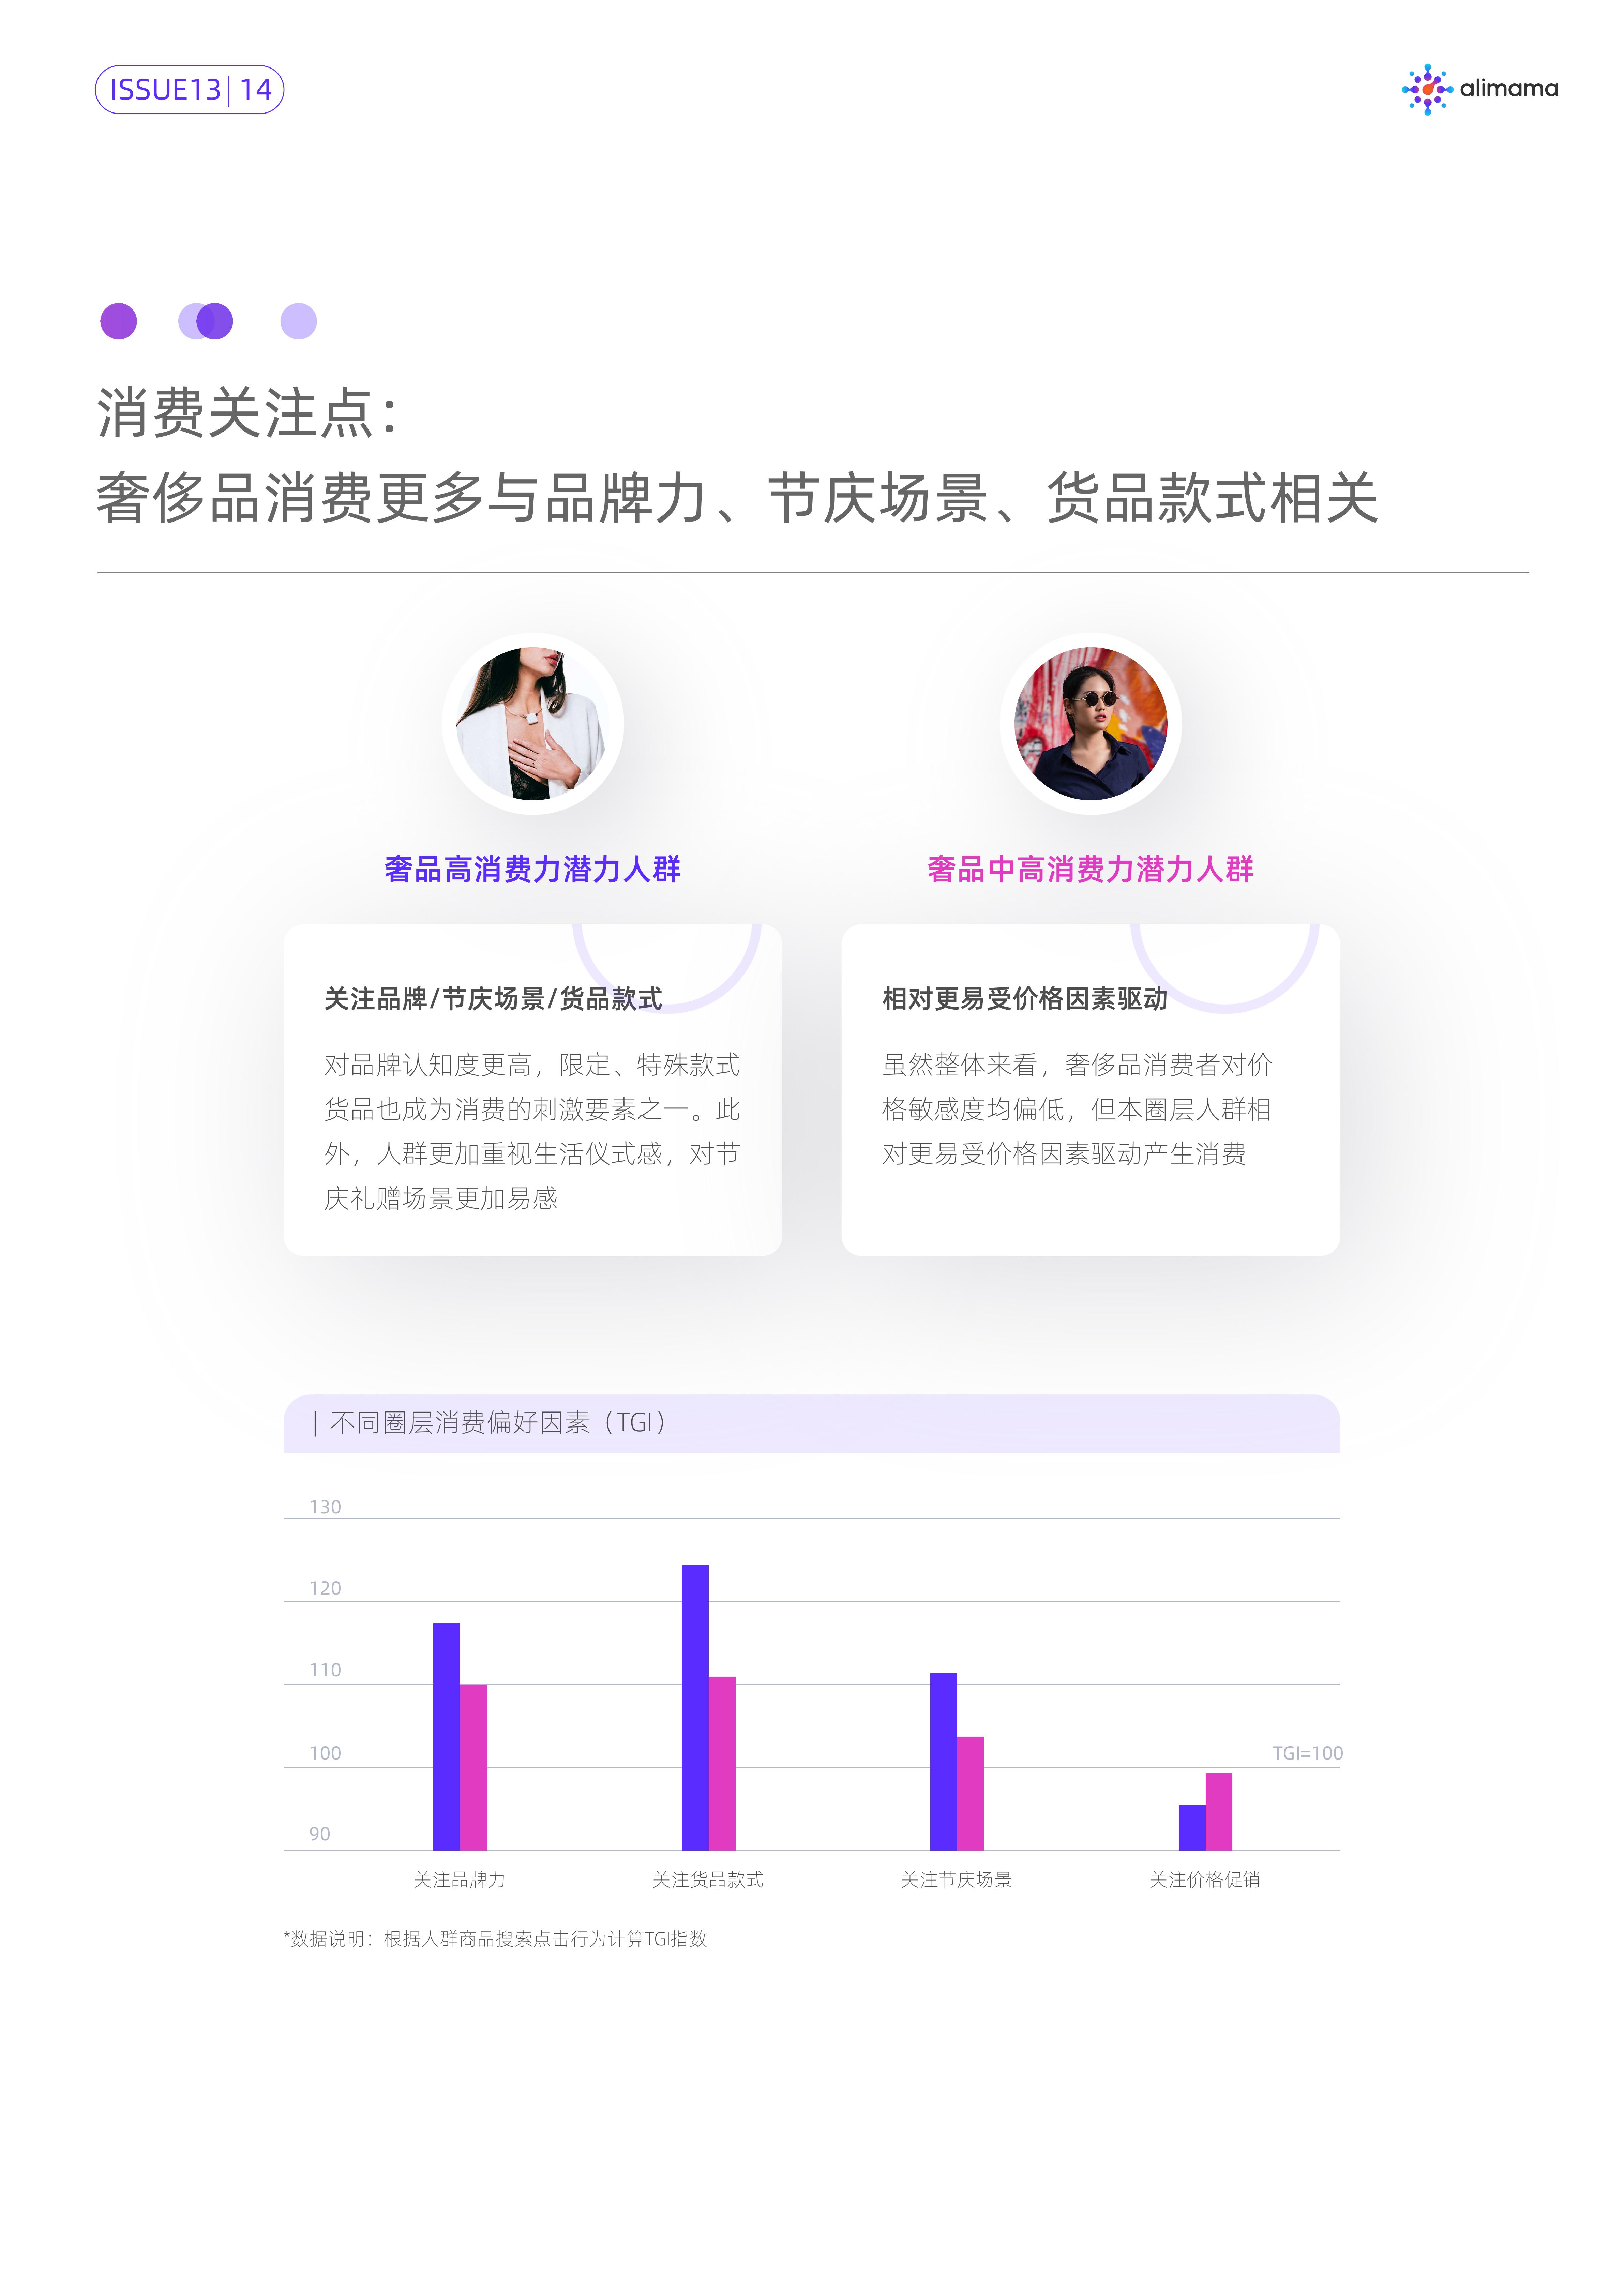 ISSUE13 | 14
alimama
消费关注点：
奢侈品消费更多与品牌力、节庆场景、货品款式相关
奢品高消费力潜力人群
关注品牌/节庆场景/货品款式
对品牌认知度更高，限定、特殊款式
货品也成为消费的刺激要素之一。此
外，人群更加重视生活仪式感，对节
庆礼赠场景更加易感
奢品中高消费力潜力人群
相对更易受价格因素驱动
虽然整体来看，奢侈品消费者对价
格敏感度均偏低，但本圈层人群相
对更易受价格因素驱动产生消费
| 不同圈层消费偏好因素（TGI）
130
120
110
100
TGI=100
90
关注品牌力
关注货品款式
关注节庆场景
关注价格促销
*数据说明：根据人群商品搜索点击行为计算TGI指数